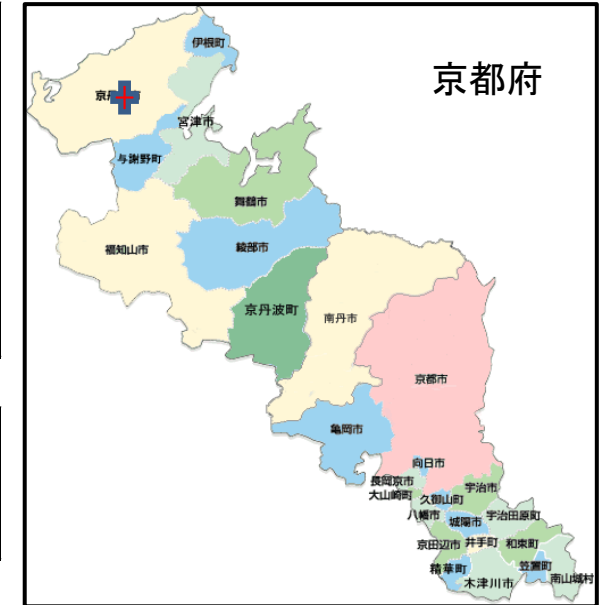 京都府
伊根町
京丹
宮津市
与謝野町
舞鶴市
福知山市
綾部市
京丹波町
南丹市
京都市
亀岡市
向日市
長岡京市
大山崎町
宇治市
久御山町
八幡市
城陽市
宇治田原町
京田辺市
井手町
和束町
精華町
笠置町
木津川市
南山城村